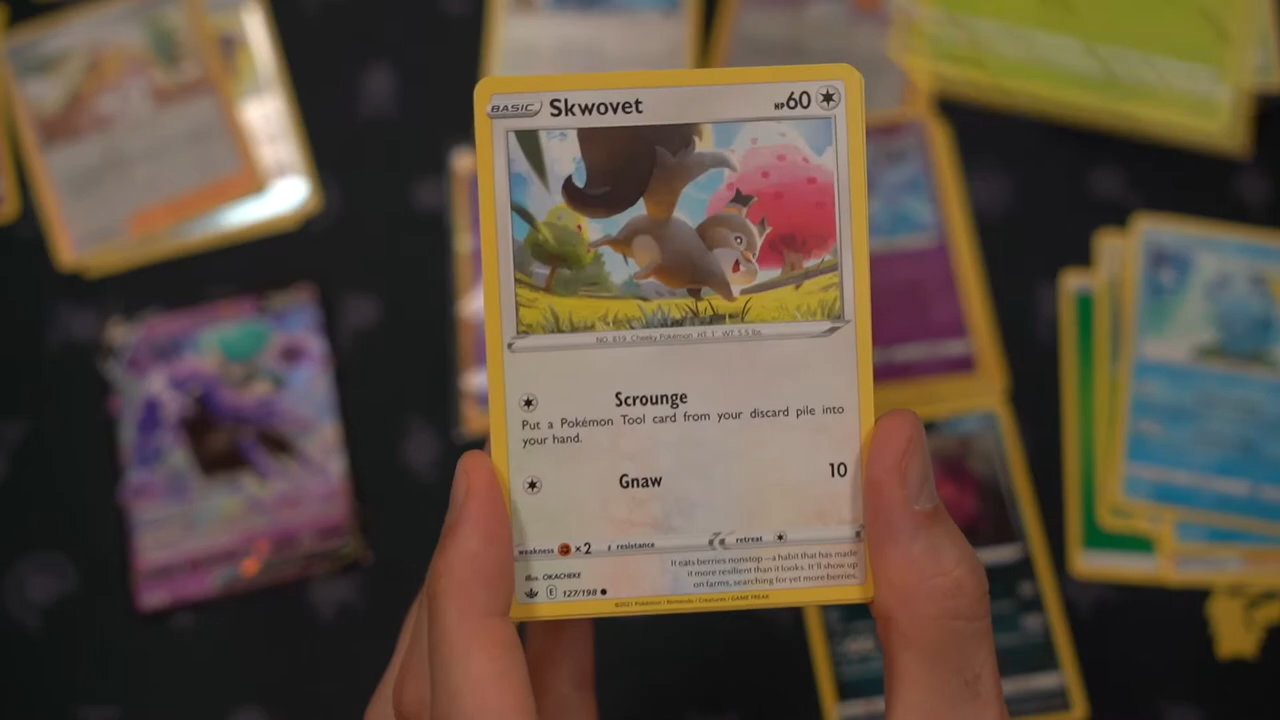 BASIC Skwovet HP 60
NO. 819 Cheeky Pokémon HT: 1' WT: 5.5 lbs.
Scrounge
Put a Pokémon Tool card from your discard pile into
your hand.
Gnaw 10
weakness ×2 resistance retreat
It eats berries nonstop—a habit that has made
it more resilient than it looks. It'll show up
on farms, searching for yet more berries.
Illus. OKACHEKE
E 127/198
©2021 Pokémon / Nintendo / Creatures / GAME FREAK